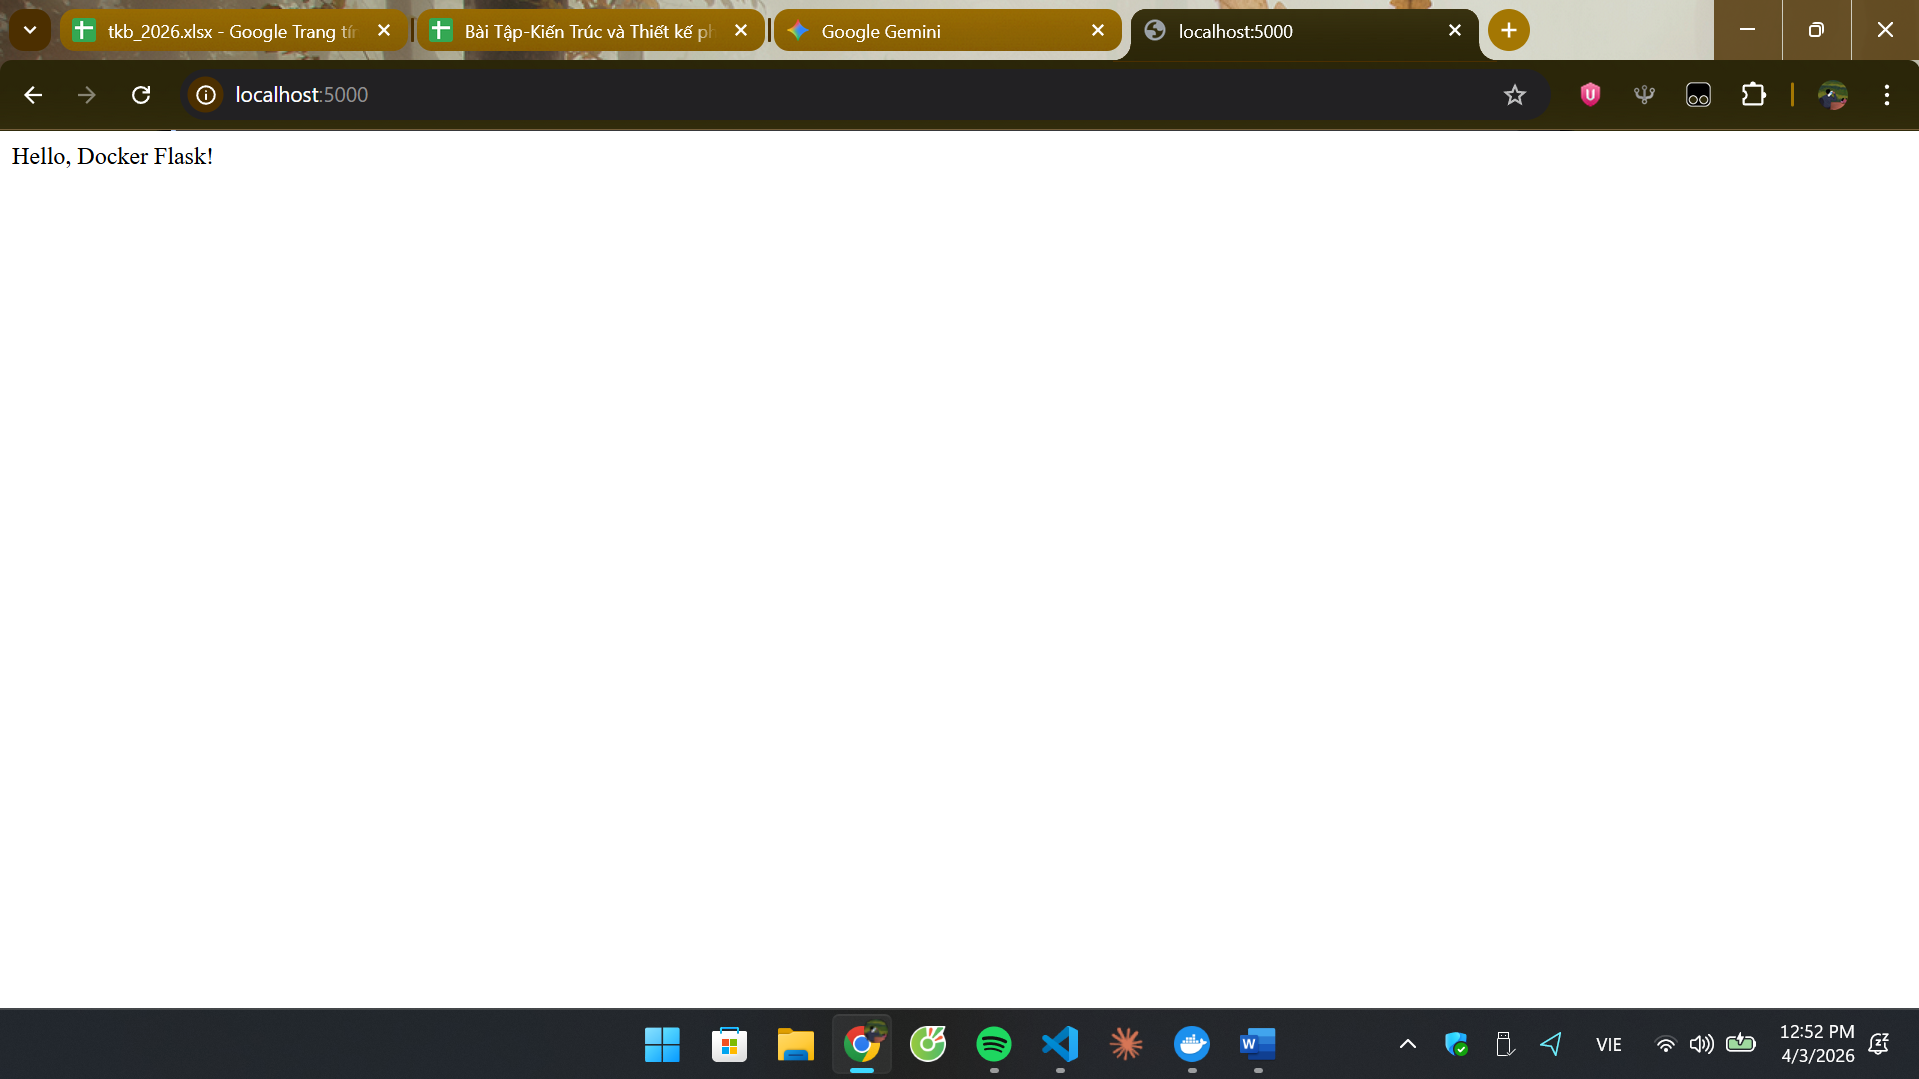 tkb_2026.xlsx - Google Trang tín
Bài Tập-Kiến Trúc và Thiết kế ph
Google Gemini
localhost:5000
localhost:5000
Hello, Docker Flask!
VIE
12:52 PM
4/3/2026